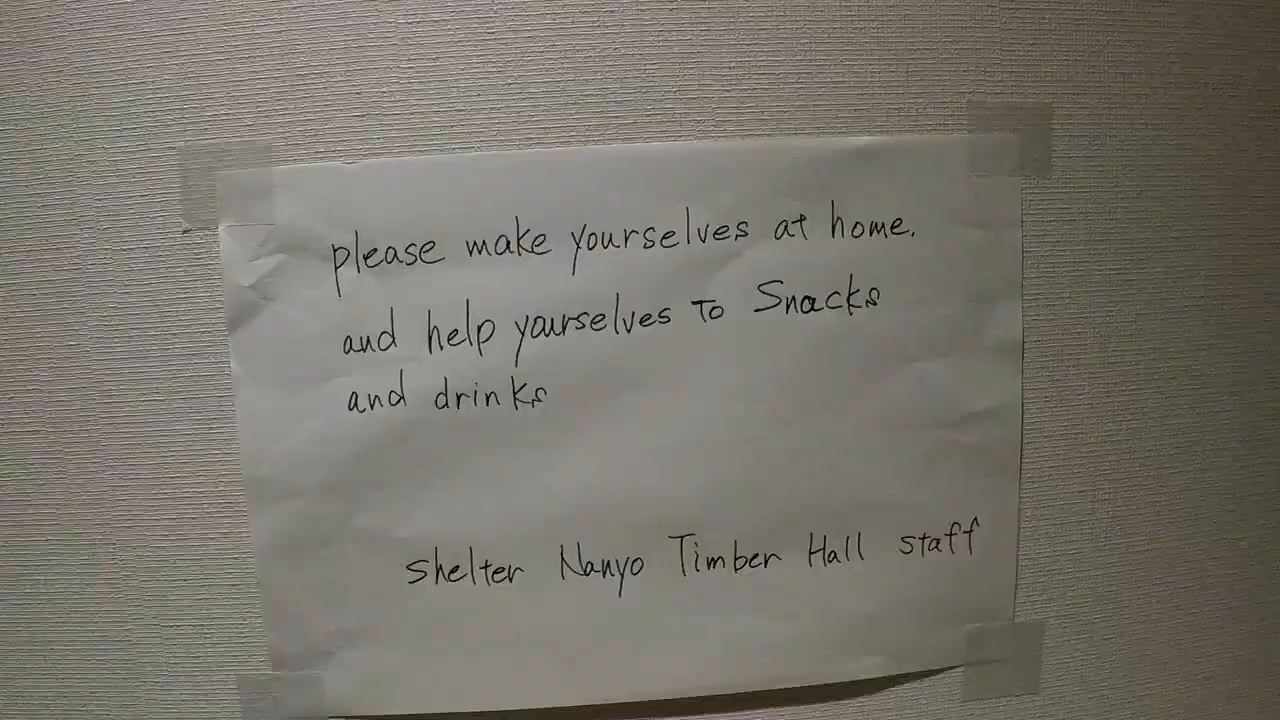 please make yourselves at home.
and help yourselves to Snacks
and drinks
shelter Nanyo Timber Hall staff